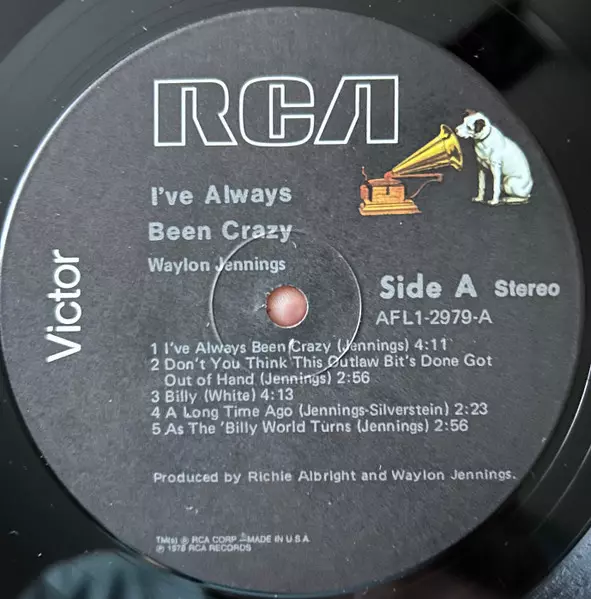 RCA
I've Always
Been Crazy
Waylon Jennings
Victor
Side A Stereo
AFL1-2979-A
1 I've Always Been Crazy (Jennings) 4:11
2 Don't You Think This Outlaw Bit's Done Got
Out of Hand (Jennings) 2:56
3 Billy (White) 4:13
4 A Long Time Ago (Jennings-Silverstein) 2:23
5 As The 'Billy World Turns (Jennings) 2:56
Produced by Richie Albright and Waylon Jennings.
TM(s) ® RCA CORP.—MADE IN U.S.A.
℗ 1978 RCA RECORDS